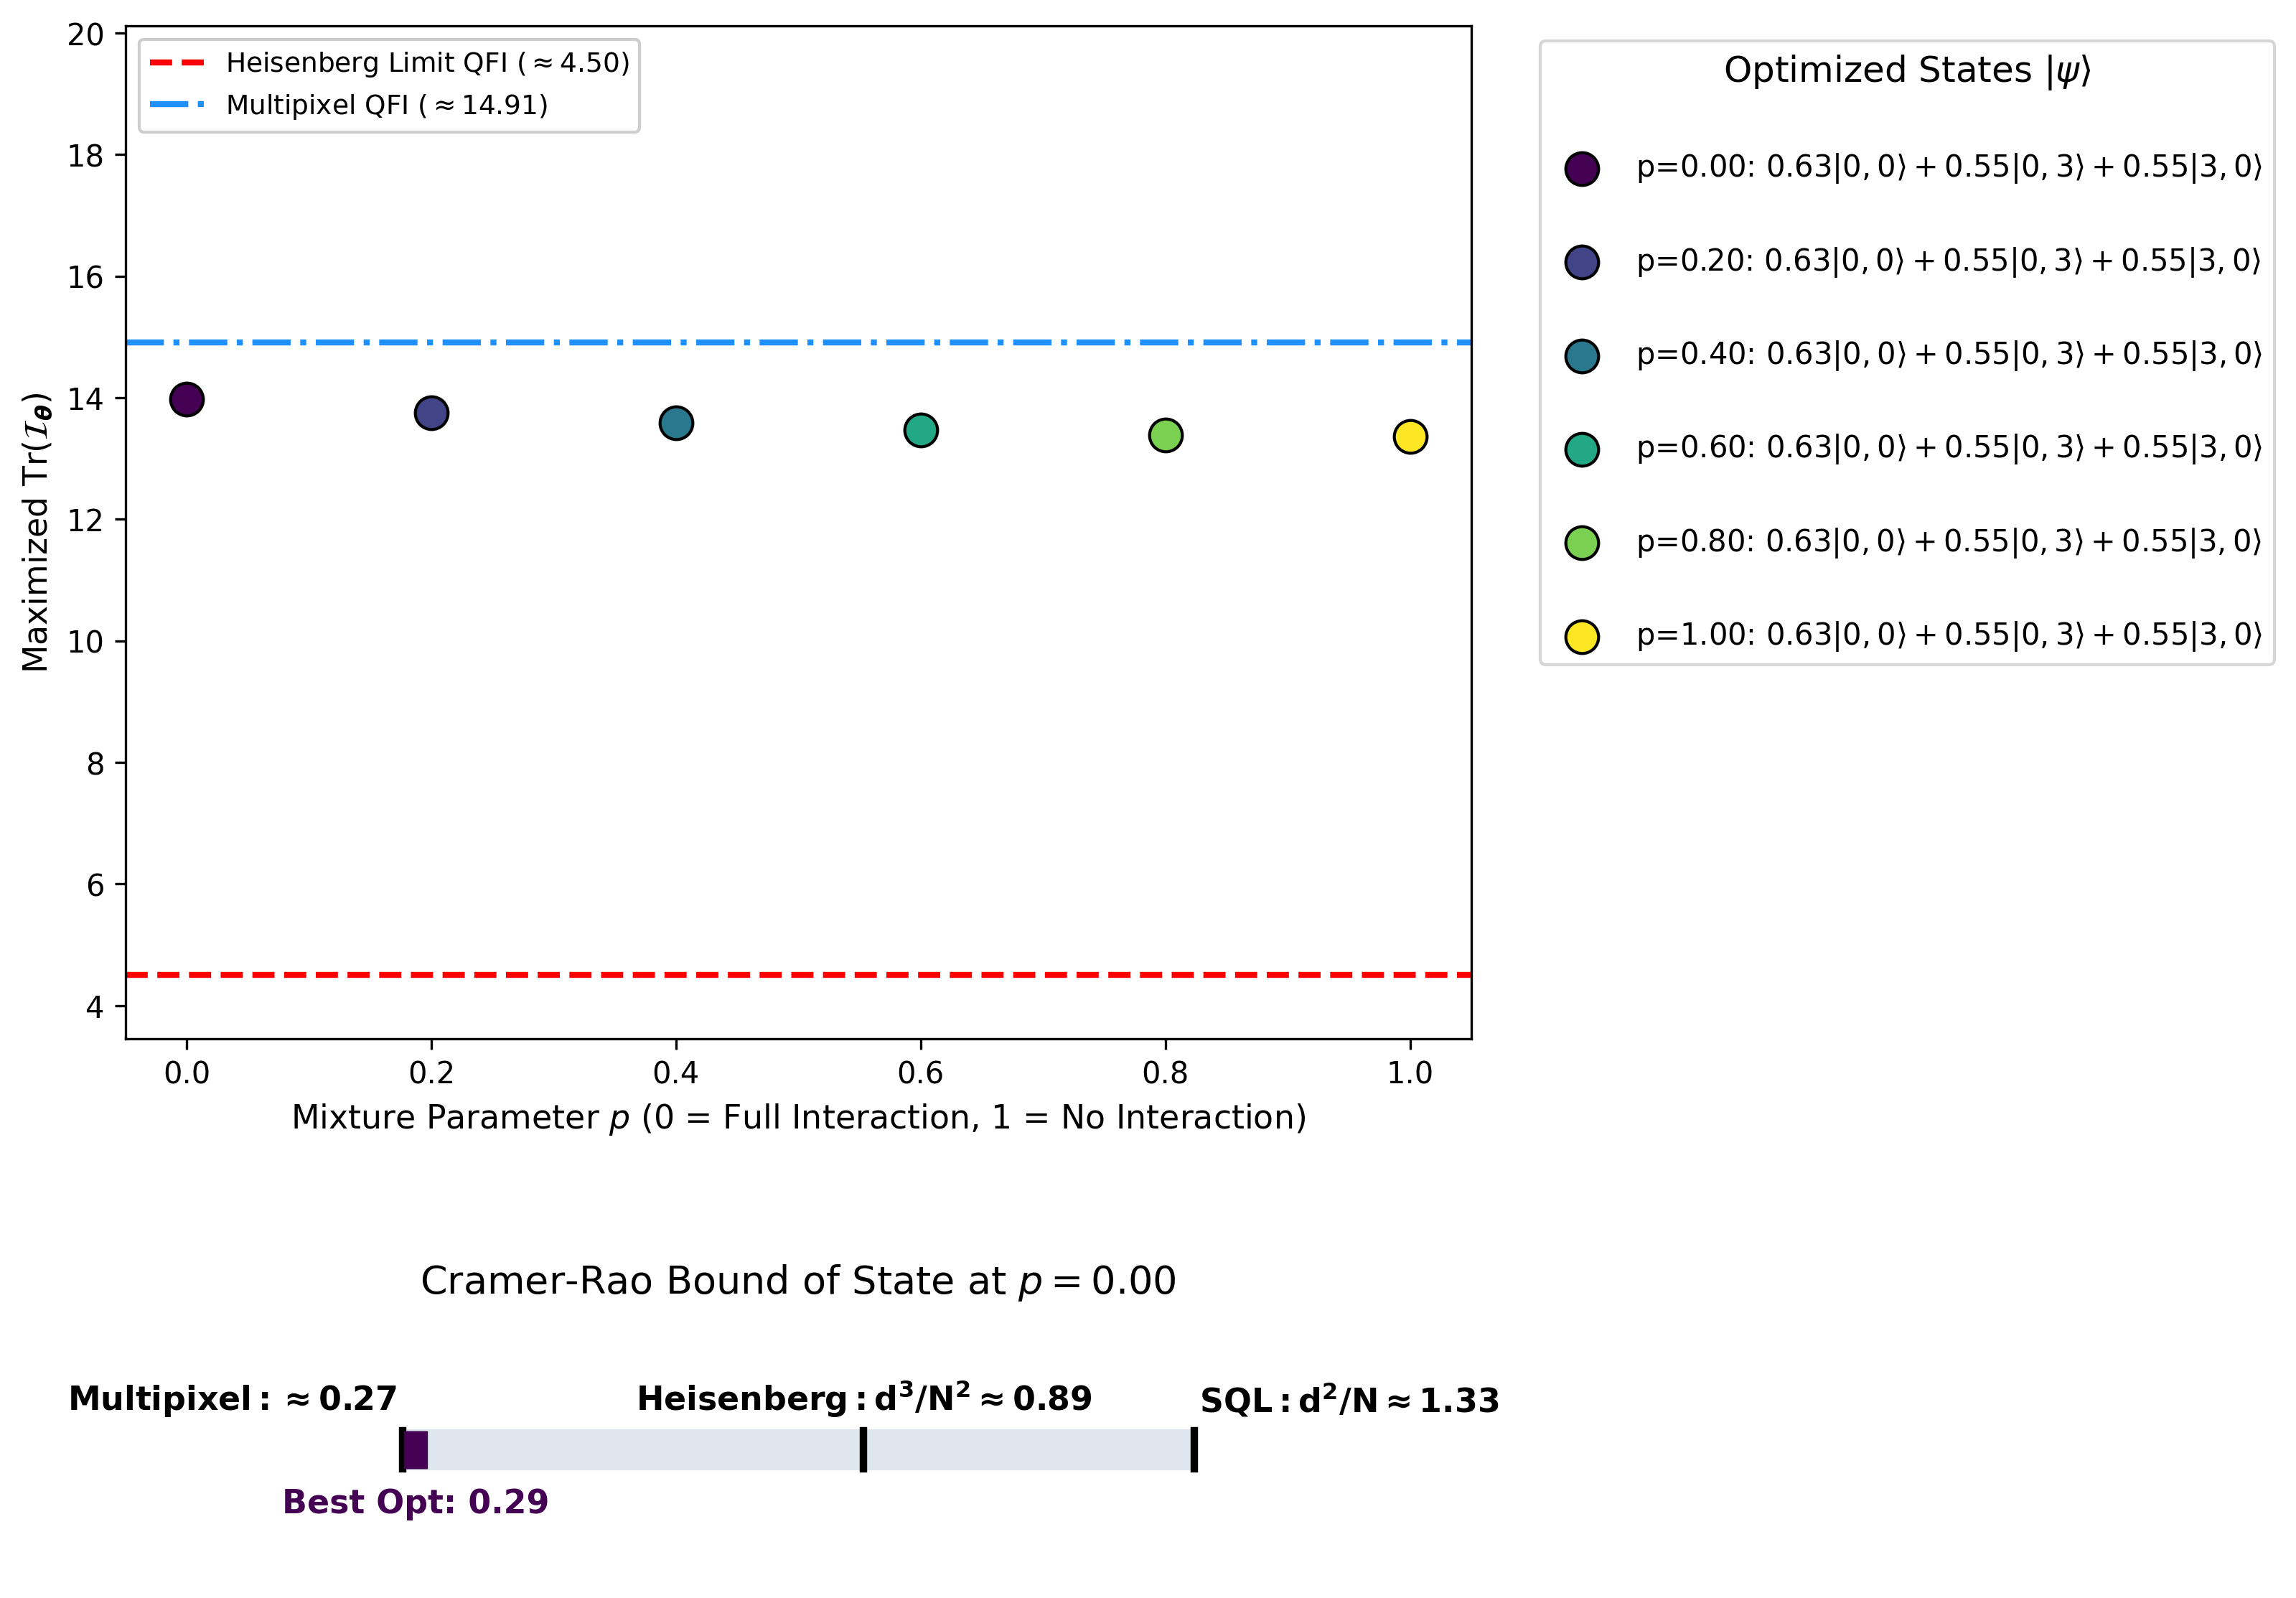 20
18
16
14
12
10
8
6
4
Maximized Tr(𝓘_𝛉)
Heisenberg Limit QFI (≈4.50)
Multipixel QFI (≈14.91)
0.0 0.2 0.4 0.6 0.8 1.0
Mixture Parameter p (0 = Full Interaction, 1 = No Interaction)
Optimized States |ψ⟩
p=0.00: 0.63|0, 0⟩ + 0.55|0, 3⟩ + 0.55|3, 0⟩
p=0.20: 0.63|0, 0⟩ + 0.55|0, 3⟩ + 0.55|3, 0⟩
p=0.40: 0.63|0, 0⟩ + 0.55|0, 3⟩ + 0.55|3, 0⟩
p=0.60: 0.63|0, 0⟩ + 0.55|0, 3⟩ + 0.55|3, 0⟩
p=0.80: 0.63|0, 0⟩ + 0.55|0, 3⟩ + 0.55|3, 0⟩
p=1.00: 0.63|0, 0⟩ + 0.55|0, 3⟩ + 0.55|3, 0⟩
Cramer-Rao Bound of State at p = 0.00
Multipixel : ≈ 0.27
Heisenberg : d³/N² ≈ 0.89
SQL : d²/N ≈ 1.33
Best Opt: 0.29